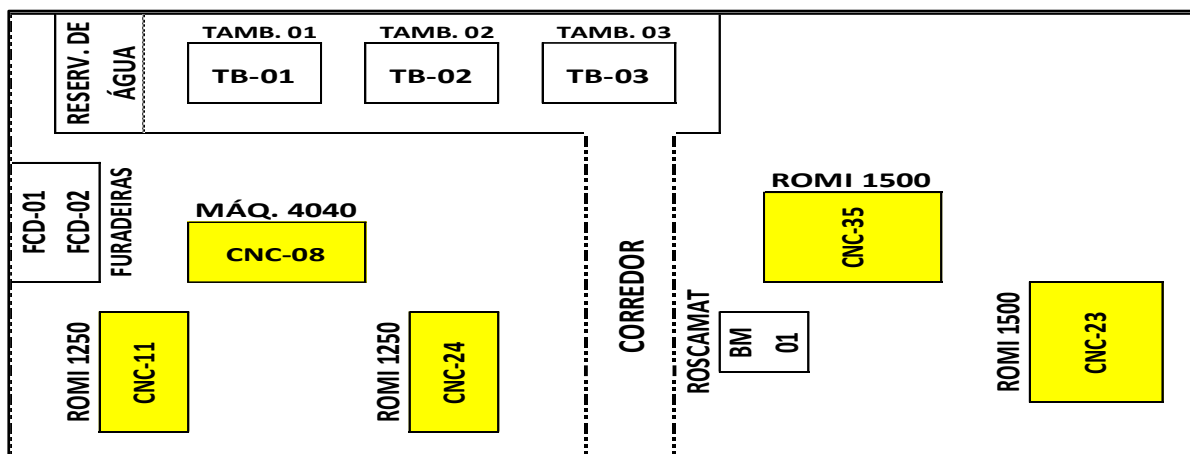 RESERV. DE
ÁGUA
TAMB. 01
TB-01
TAMB. 02
TB-02
TAMB. 03
TB-03
FCD-01
FCD-02
FURADEIRAS
MÁQ. 4040
CNC-08
ROMI 1250
CNC-11
ROMI 1250
CNC-24
CORREDOR
ROSCAMAT
BM
01
ROMI 1500
CNC-35
ROMI 1500
CNC-23